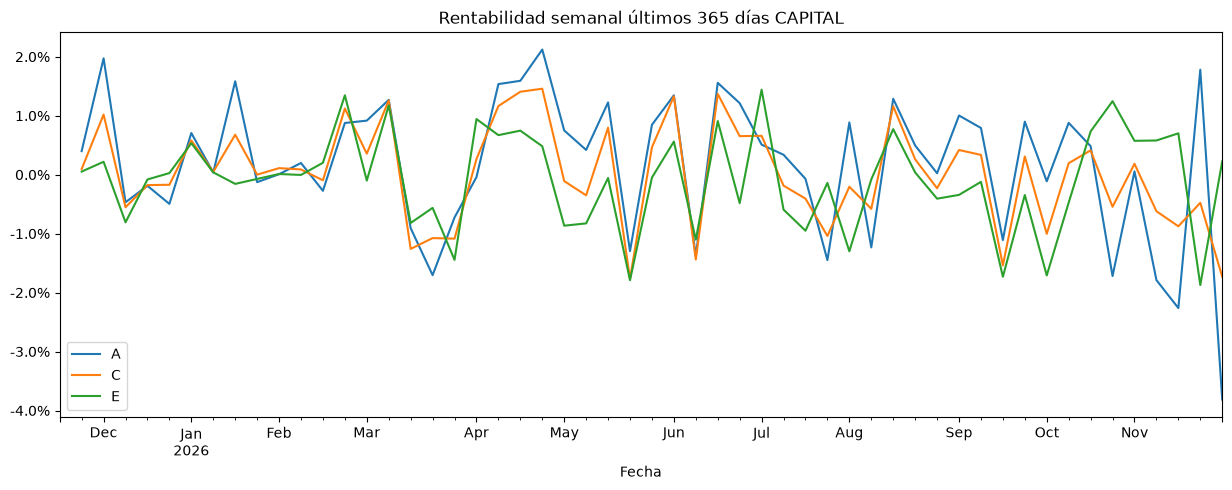 Rentabilidad semanal últimos 365 días CAPITAL
2.0%
1.0%
0.0%
-1.0%
-2.0%
-3.0%
-4.0%
A
C
E
Dec Jan Feb Mar Apr May Jun Jul Aug Sep Oct Nov
2026
Fecha